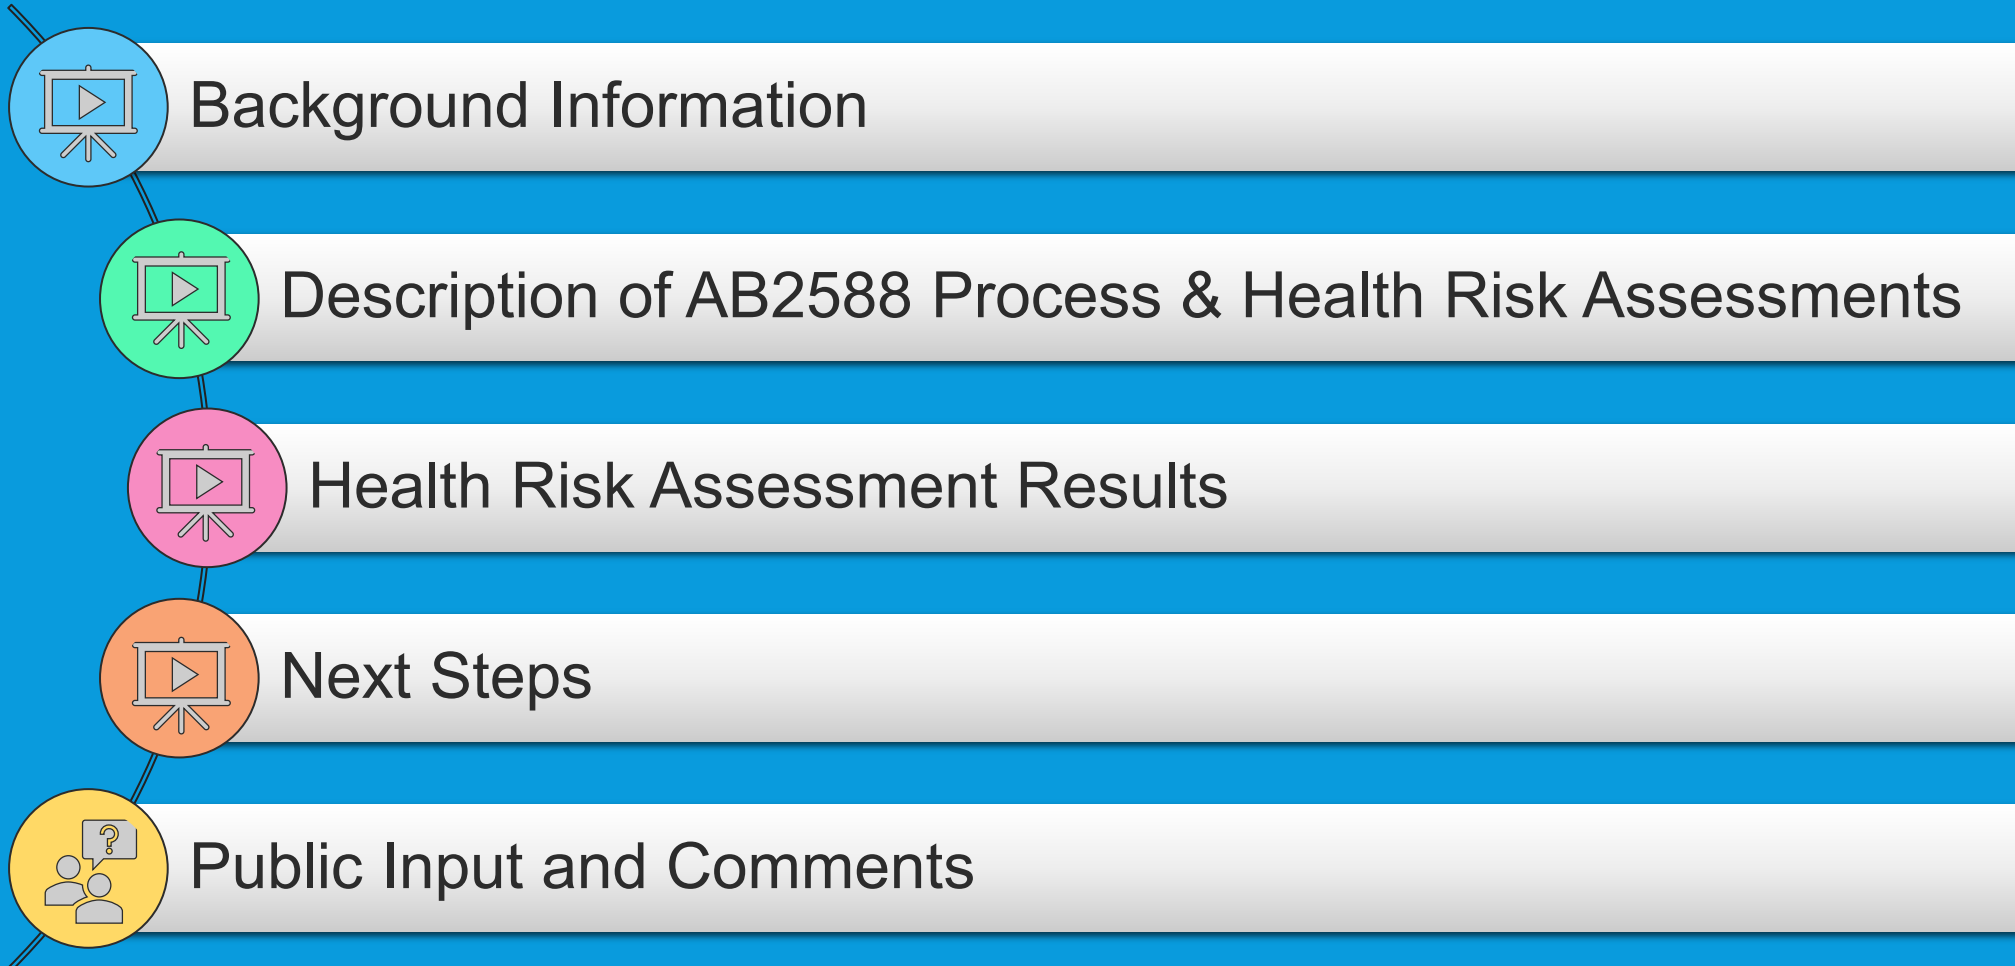 Background Information
Description of AB2588 Process & Health Risk Assessments
Health Risk Assessment Results
Next Steps
?
Public Input and Comments